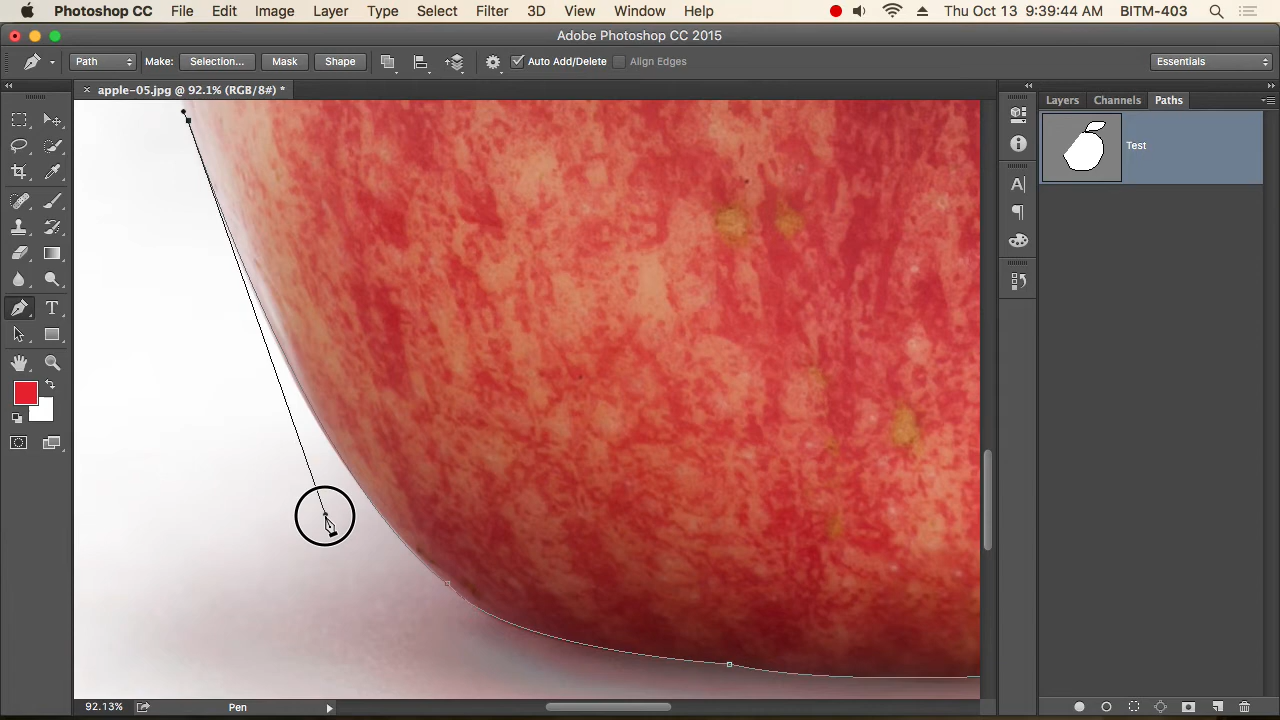 Photoshop CC File Edit Image Layer Type Select Filter 3D View Window Help Thu Oct 13 9:39:44 AM BITM-403
Adobe Photoshop CC 2015
Path Make: Selection... Mask Shape Auto Add/Delete Align Edges Essentials
apple-05.jpg @ 92.1% (RGB/8#) *
Layers Channels Paths
Test
92.13% Pen